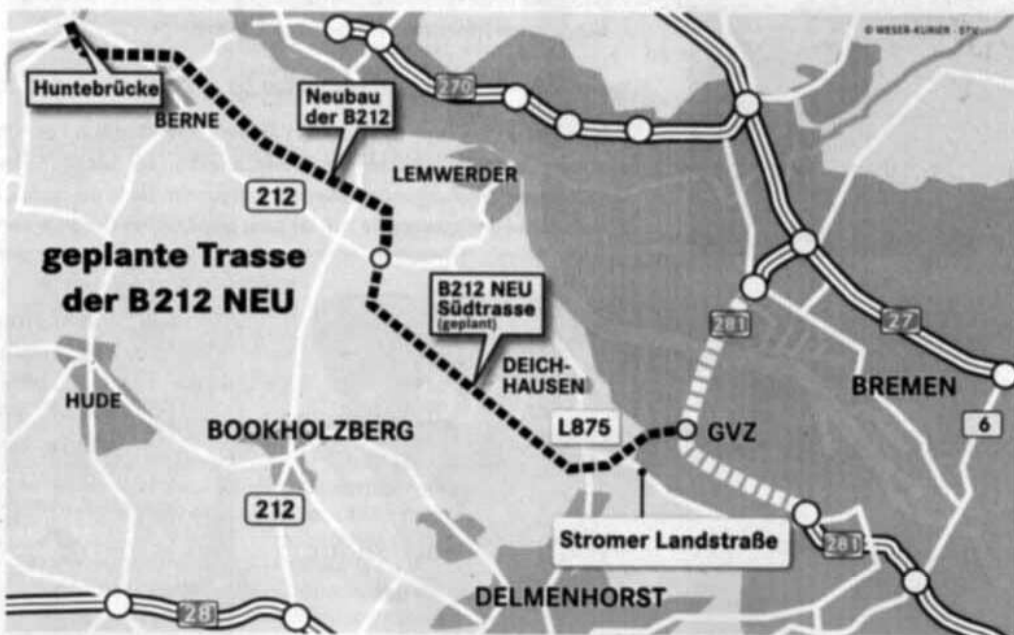 © WESER-KURIER · STV
Huntebrücke
270
Neubau
der B212
BERNE
LEMWERDER
212
geplante Trasse
der B212 NEU
B212 NEU
Südtrasse
(geplant)
281
27
DEICH-
HAUSEN
BREMEN
HUDE
BOOKHOLZBERG
L875
GVZ
6
212
Stromer Landstraße
281
DELMENHORST
28